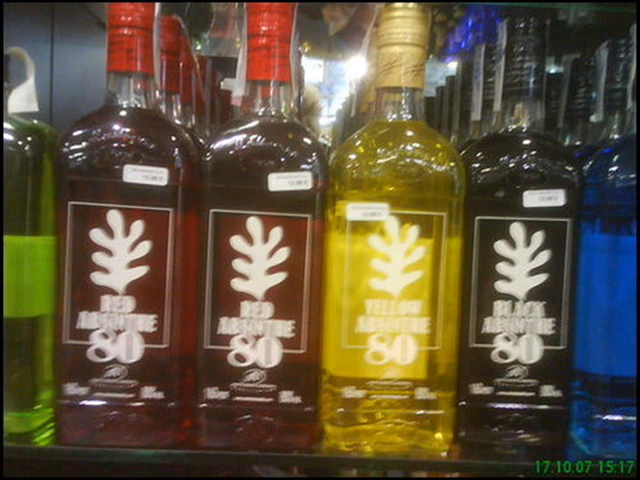 RED
ABSINTHE
80
RED
ABSINTHE
80
YELLOW
ABSINTHE
80
BLACK
ABSINTHE
80
17.10.07 15:17